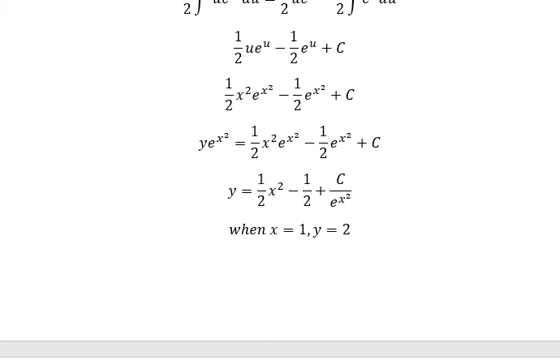 1/2 ue^u − 1/2 e^u + C
1/2 x^2 e^{x^2} − 1/2 e^{x^2} + C
ye^{x^2} = 1/2 x^2 e^{x^2} − 1/2 e^{x^2} + C
y = 1/2 x^2 − 1/2 + C/e^{x^2}
when x = 1, y = 2